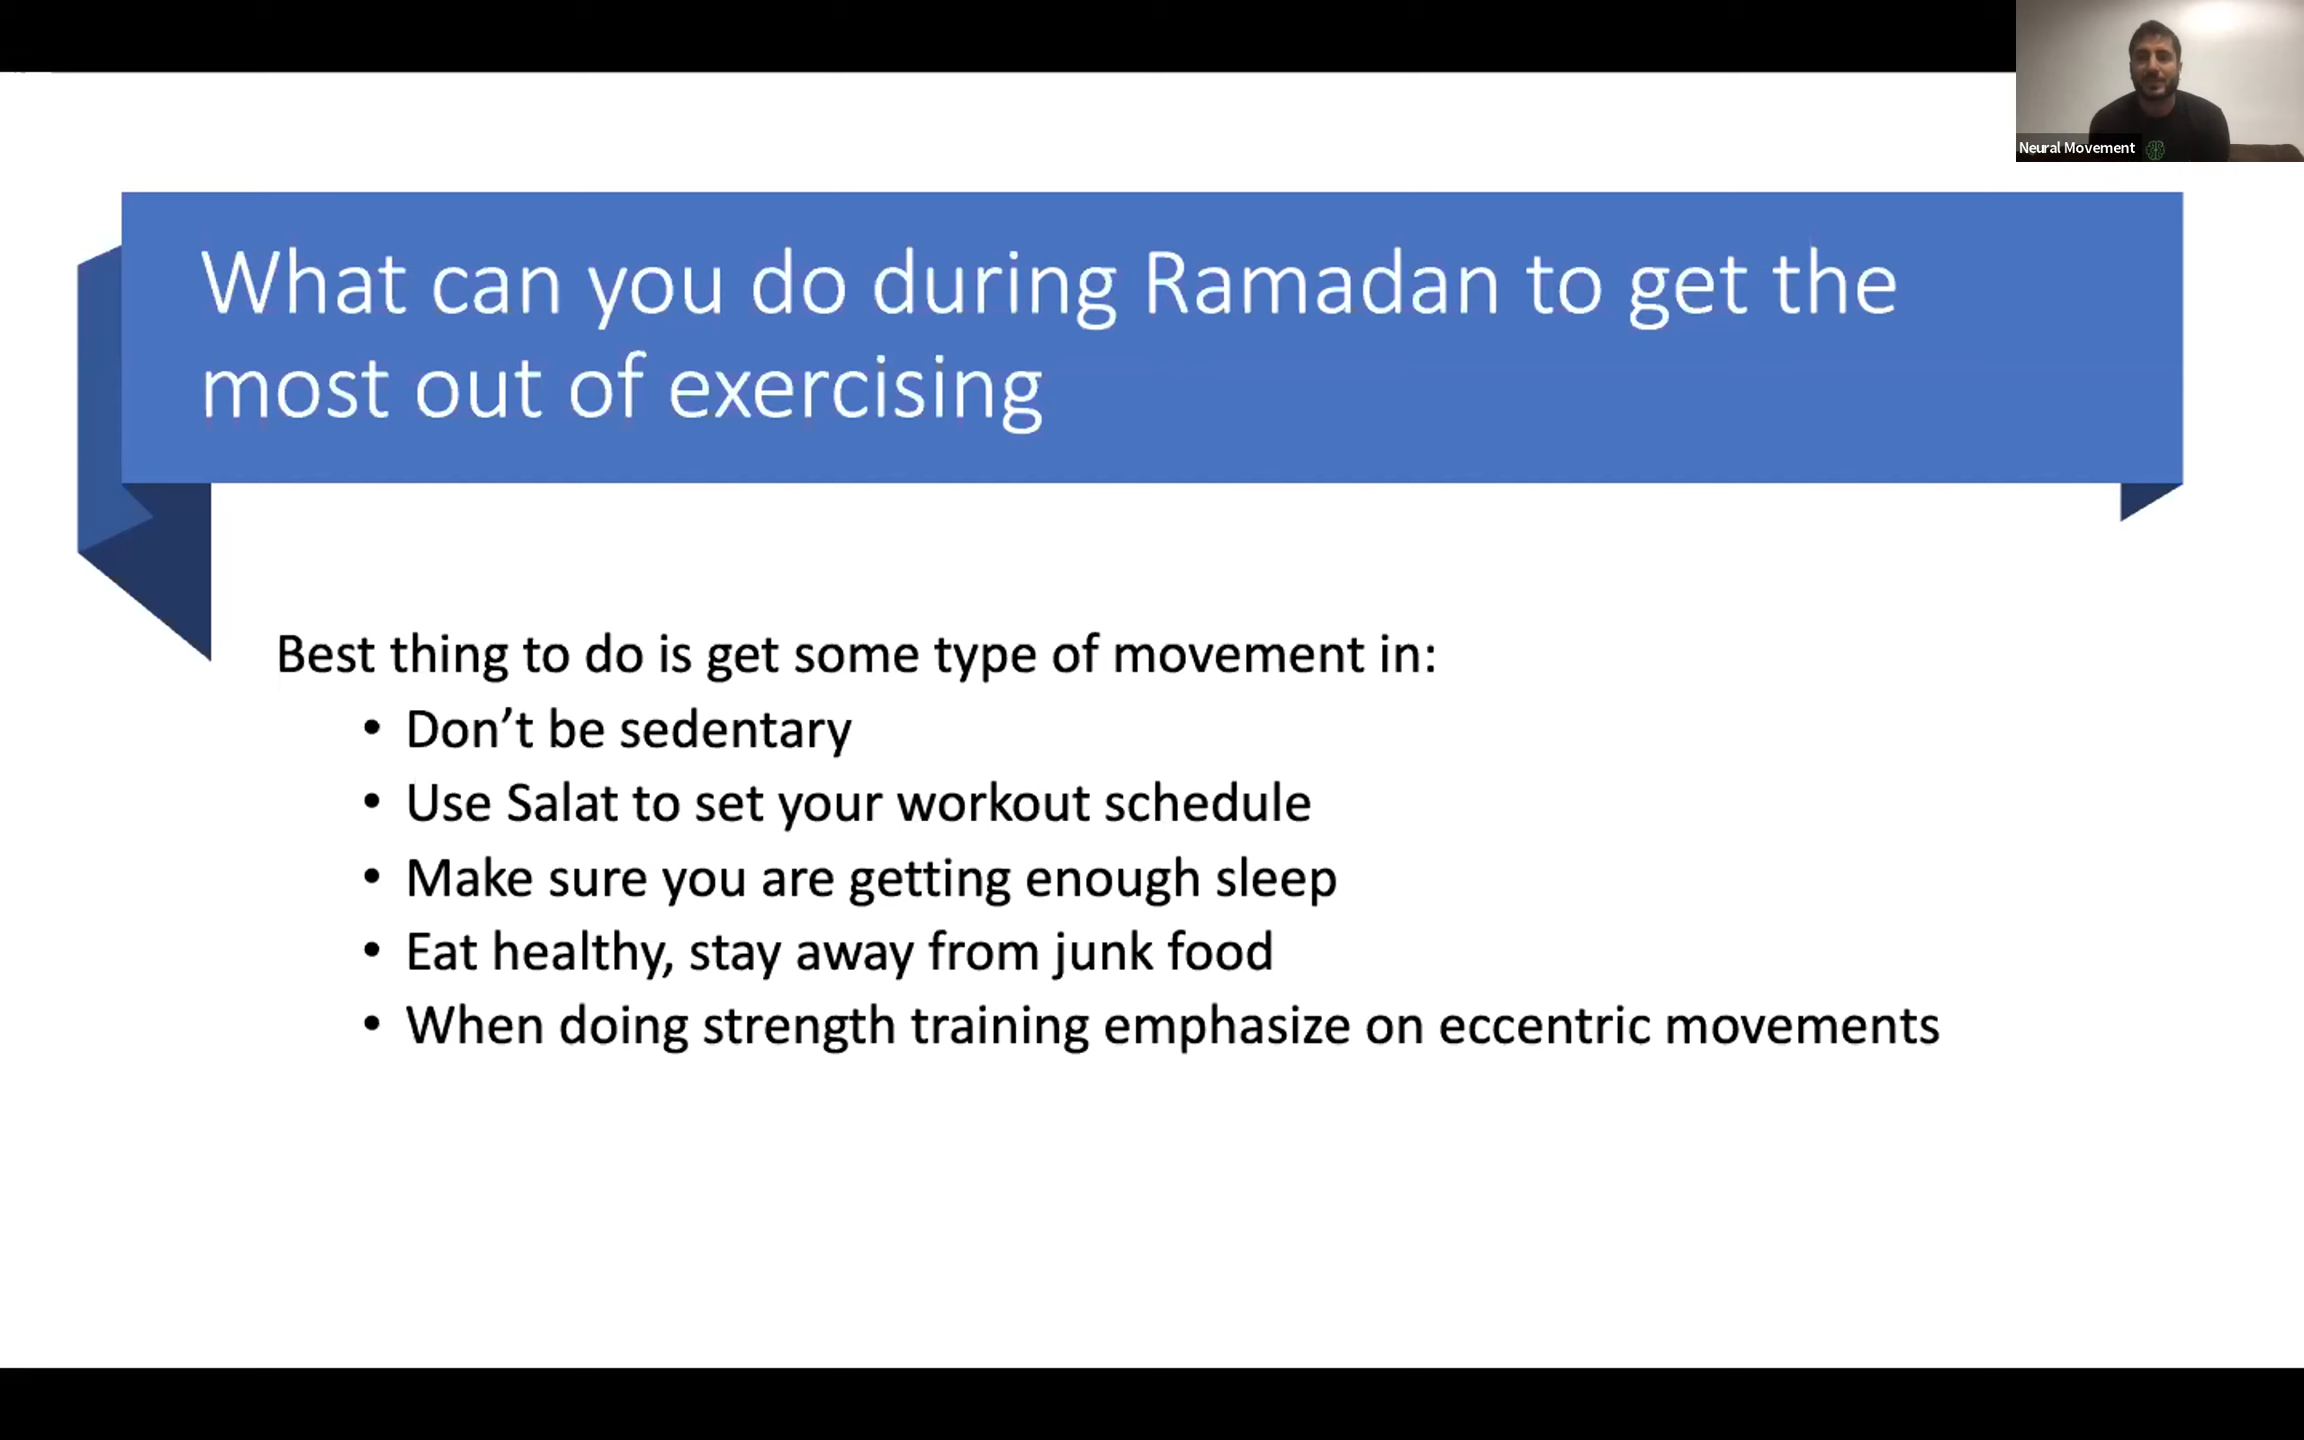 Neural Movement
What can you do during Ramadan to get the
most out of exercising
Best thing to do is get some type of movement in:
• Don’t be sedentary
• Use Salat to set your workout schedule
• Make sure you are getting enough sleep
• Eat healthy, stay away from junk food
• When doing strength training emphasize on eccentric movements